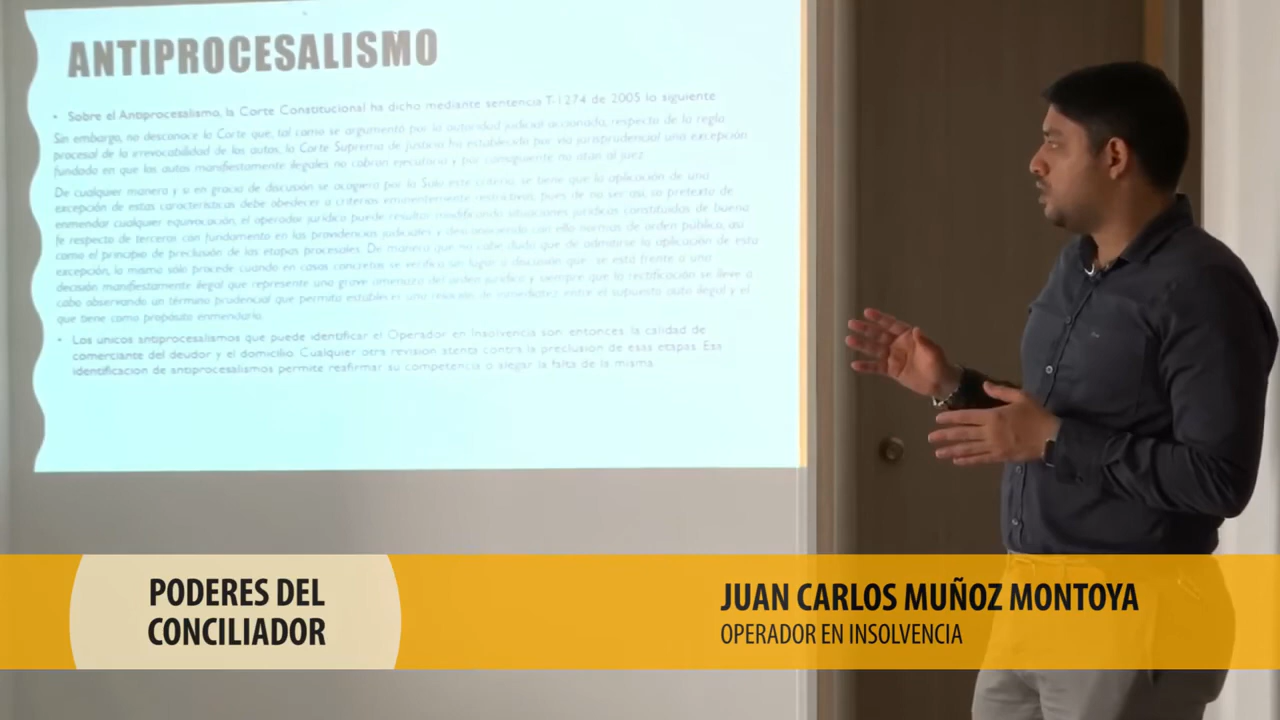 ANTIPROCESALISMO
• Sobre el Antiprocesalismo, la Corte Constitucional ha dicho mediante sentencia T-1274 de 2005 lo siguiente
Sin embargo, no desconoce la Corte que, tal como se argumentó por la autoridad judicial accionada, respecto de la regla
procesal de la irrevocabilidad de los autos, la Corte Suprema de Justicia ha establecido por vía jurisprudencial una excepción
fundada en que los autos manifiestamente ilegales no cobran ejecutoria y por consiguiente no atan al juez.
De cualquier manera y si en gracia de discusión se acogiera por la Sala este criterio, se tiene que la aplicación de una
excepción de estas características debe obedecer a criterios eminentemente restrictivos, pues de no ser así, so pretexto de
enmendar cualquier equivocación, el operador jurídico puede resultar modificando situaciones jurídicas constituidas de buena
fe respecto de terceros con fundamento en las providencias judiciales y desconociendo con ello normas de orden público, así
como el principio de preclusión de las etapas procesales. De manera que no cabe duda que de admitirse la aplicación de esta
excepción, la misma sólo procede cuando en casos concretos se verifica sin lugar a discusión que se está frente a una
decisión manifiestamente ilegal que represente una grave amenaza del orden jurídico y siempre que la rectificación se lleve a
cabo observando un término prudencial que permita establecer una relación de inmediatez entre el supuesto auto ilegal y el
que tiene como propósito enmendarlo.
• Los unicos antiprocesalismos que puede identificar el Operador en Insolvencia son entonces la calidad de
comerciante del deudor y el domicilio. Cualquier otra revisión atenta contra la preclusión de esas etapas. Esa
identificacion de antiprocesalismos permite reafirmar su competencia o alegar la falta de la misma.
PODERES DEL
CONCILIADOR
JUAN CARLOS MUÑOZ MONTOYA
OPERADOR EN INSOLVENCIA